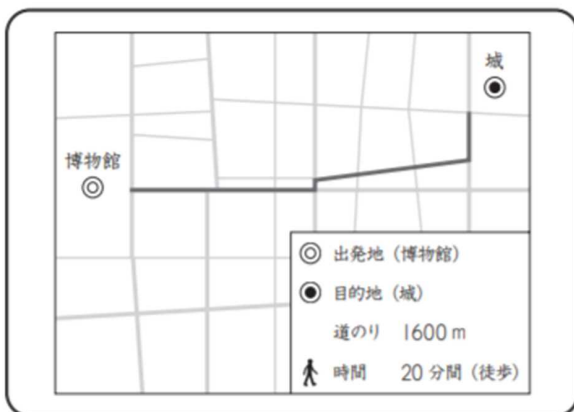 城
博物館
出発地（博物館）
目的地（城）
道のり 1600 m
時間 20 分間（徒歩）